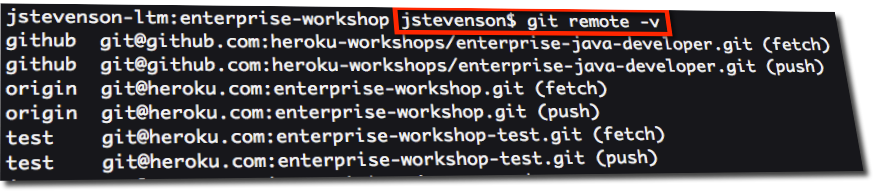 jstevenson-ltm:enterprise-workshop jstevenson$ git remote -v
github git@github.com:heroku-workshops/enterprise-java-developer.git (fetch)
github git@github.com:heroku-workshops/enterprise-java-developer.git (push)
origin git@heroku.com:enterprise-workshop.git (fetch)
origin git@heroku.com:enterprise-workshop.git (push)
test git@heroku.com:enterprise-workshop-test.git (fetch)
test git@heroku.com:enterprise-workshop-test.git (push)